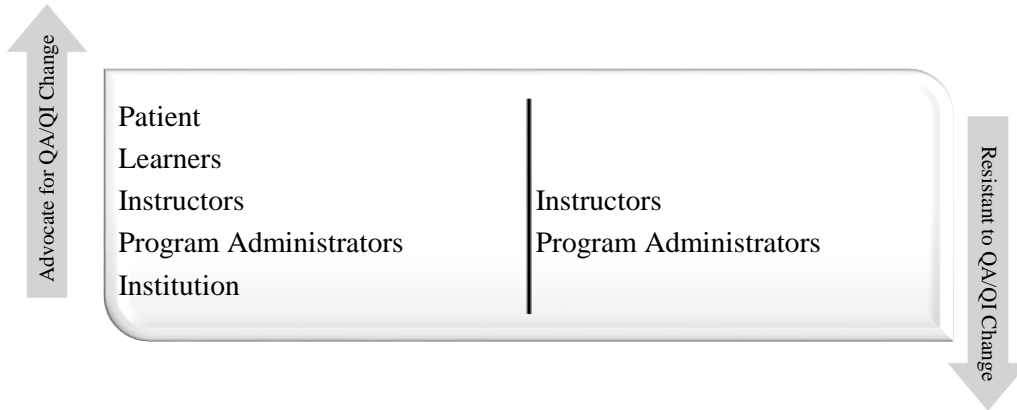 Advocate for QA/QI Change
Patient
Learners
Instructors
Program Administrators
Institution
Instructors
Program Administrators
Resistant to QA/QI Change